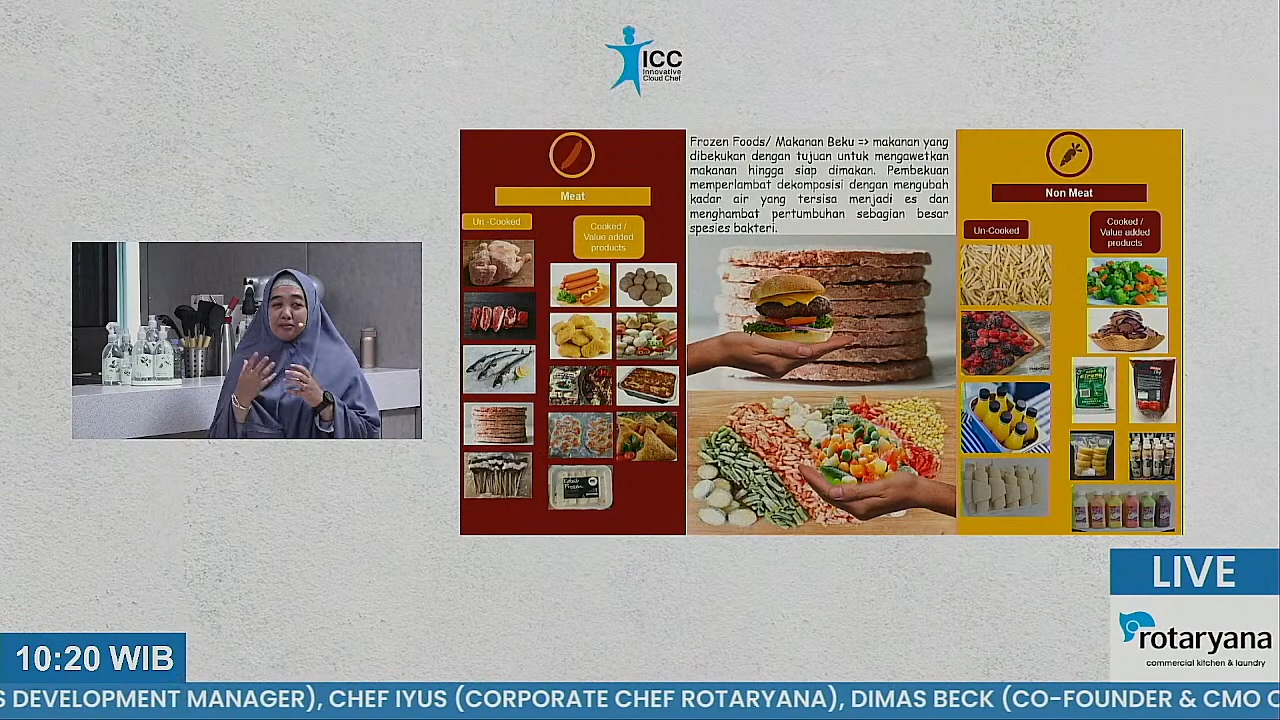 ICC
Innovative
Cloud Chef
Meat
Un -Cooked
Cooked /
Value added
products
Frozen Foods/ Makanan Beku => makanan yang
dibekukan dengan tujuan untuk mengawetkan
makanan hingga siap dimakan. Pembekuan
memperlambat dekomposisi dengan mengubah
kadar air yang tersisa menjadi es dan
menghambat pertumbuhan sebagian besar
spesies bakteri.
Non Meat
Un-Cooked
Cooked /
Value added
products
LIVE
rotaryana
commercial kitchen & laundry
10:20 WIB
S DEVELOPMENT MANAGER), CHEF IYUS (CORPORATE CHEF ROTARYANA), DIMAS BECK (CO-FOUNDER & CMO